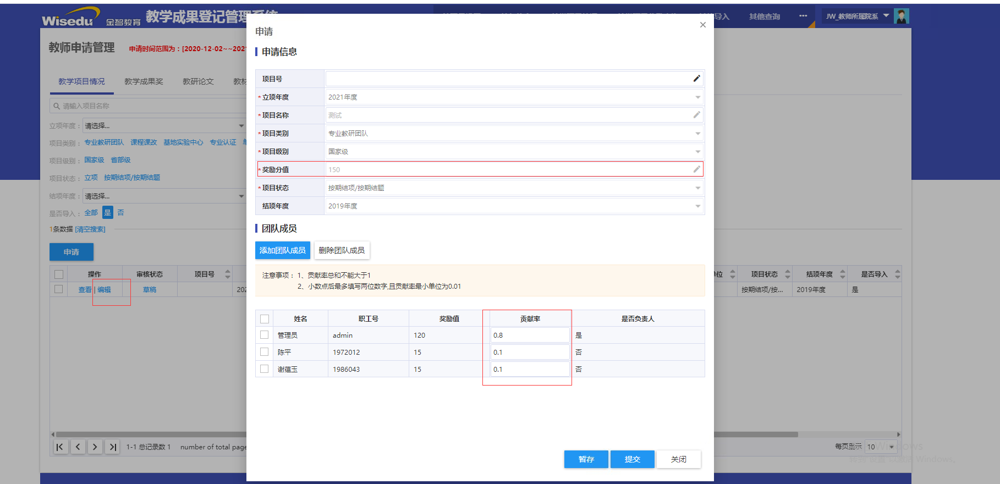 Wisedu 金智教育 教学成果登记管理系统
导入 其他查询 ··· JW_教师所属院系
教师申请管理 申请时间范围为：[2020-12-02~~2021
教学项目情况 教学成果奖 教研论文 教材
请输入项目名称
立项年度： 请选择...
项目类别： 专业教研团队 课程课改 基地实验中心 专业认证
项目级别： 国家级 省部级
项目状态： 立项 按期结项/按期结题
结项年度： 请选择...
是否导入： 全部 是 否
1条数据 [清空搜索]
申请
操作 审核状态 项目号
查看 | 编辑 草稿 202
单位 项目状态 结项年度 是否导入
按期结项/按... 2019年度 是
1-1 总记录数 1 number of total page
每页显示 10
申请
申请信息
项目号
*立项年度 2021年度
*项目名称 测试
*项目类别 专业教研团队
*项目级别 国家级
*奖励分值 150
*项目状态 按期结项/按期结题
结项年度 2019年度
团队成员
添加团队成员 删除团队成员
注意事项： 1、贡献率总和不能大于1
2、小数点后最多填写两位数字,且贡献率最小单位为0.01
姓名 职工号 奖励值 贡献率 是否负责人
管理员 admin 120 0.8 是
陈平 1972012 15 0.1 否
谢蕴玉 1986043 15 0.1 否
暂存 提交 关闭